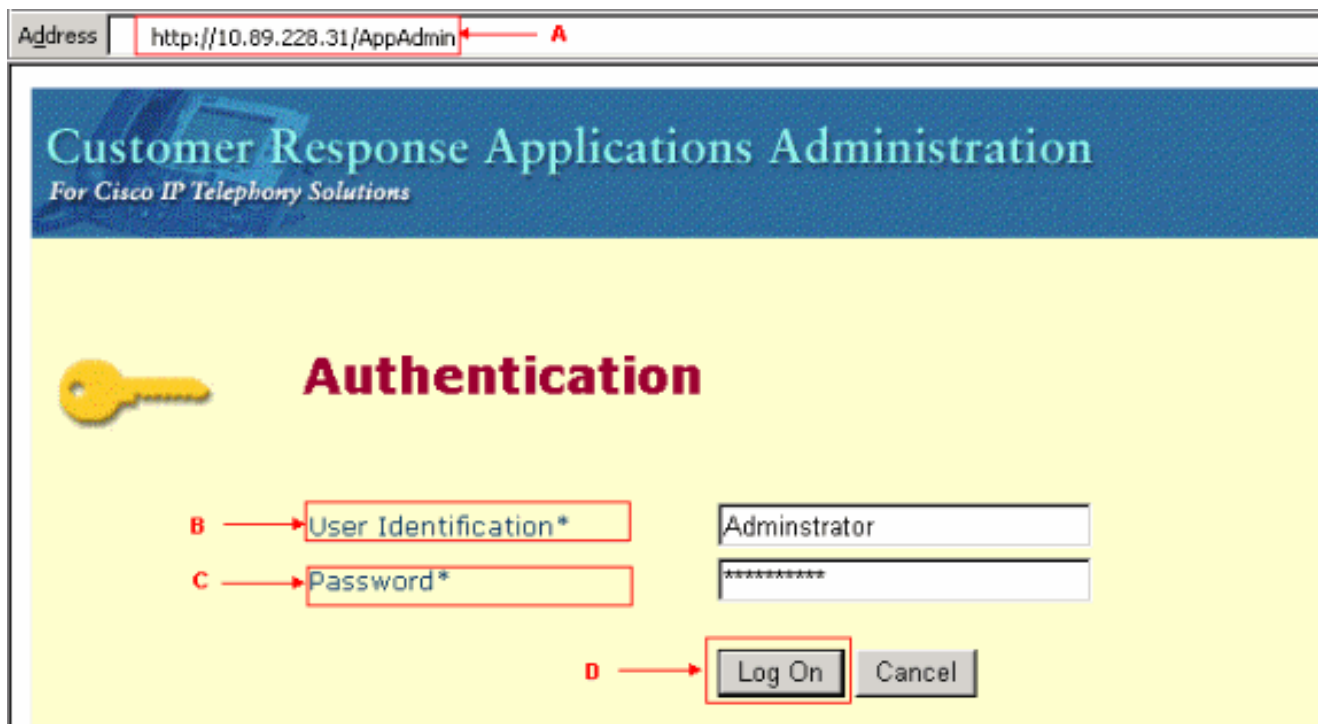 Address http://10.89.228.31/AppAdmin A
Customer Response Applications Administration
For Cisco IP Telephony Solutions
Authentication
B User Identification* Adminstrator
C Password* **********
D Log On Cancel